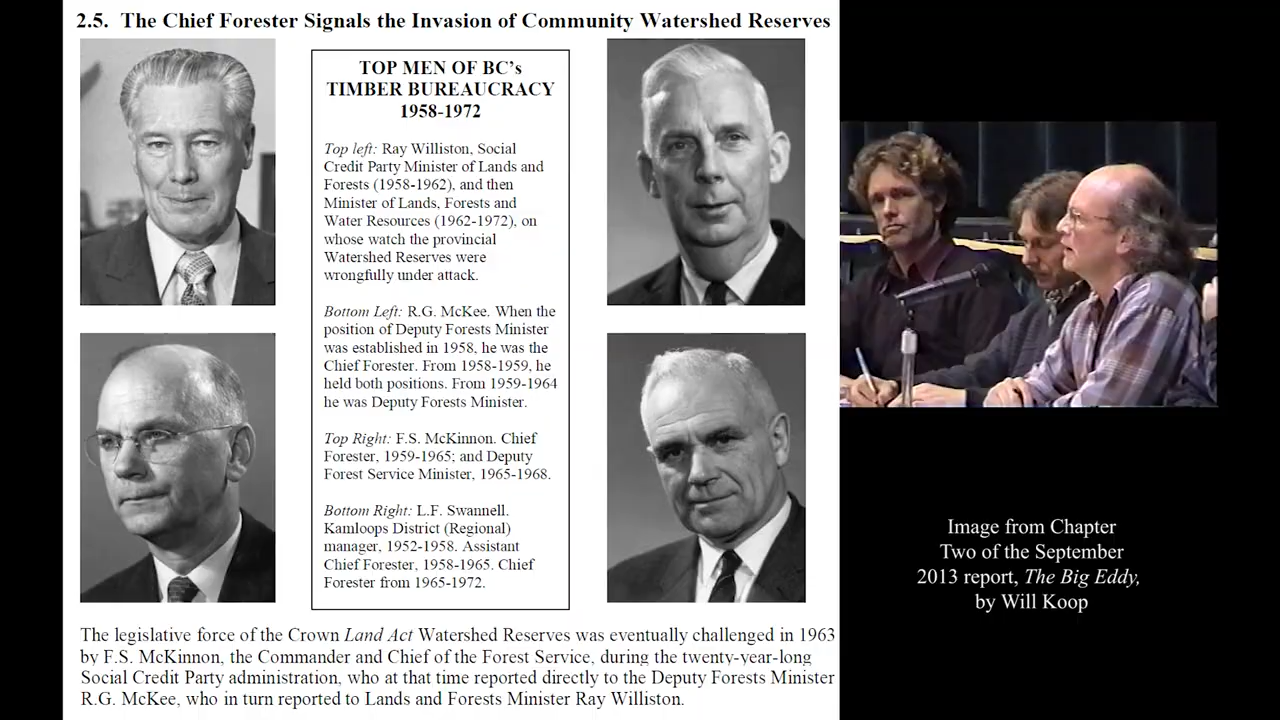 2.5. The Chief Forester Signals the Invasion of Community Watershed Reserves
TOP MEN OF BC's
TIMBER BUREAUCRACY
1958-1972
Top left: Ray Williston, Social
Credit Party Minister of Lands and
Forests (1958-1962), and then
Minister of Lands, Forests and
Water Resources (1962-1972), on
whose watch the provincial
Watershed Reserves were
wrongfully under attack.
Bottom Left: R.G. McKee. When the
position of Deputy Forests Minister
was established in 1958, he was the
Chief Forester. From 1958-1959, he
held both positions. From 1959-1964
he was Deputy Forests Minister.
Top Right: F.S. McKinnon. Chief
Forester, 1959-1965; and Deputy
Forest Service Minister, 1965-1968.
Bottom Right: L.F. Swannell.
Kamloops District (Regional)
manager, 1952-1958. Assistant
Chief Forester, 1958-1965. Chief
Forester from 1965-1972.
The legislative force of the Crown Land Act Watershed Reserves was eventually challenged in 1963
by F.S. McKinnon, the Commander and Chief of the Forest Service, during the twenty-year-long
Social Credit Party administration, who at that time reported directly to the Deputy Forests Minister
R.G. McKee, who in turn reported to Lands and Forests Minister Ray Williston.
Image from Chapter
Two of the September
2013 report, The Big Eddy,
by Will Koop